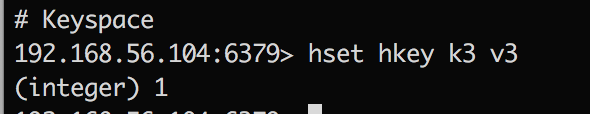 # Keyspace
192.168.56.104:6379> hset hkey k3 v3
(integer) 1